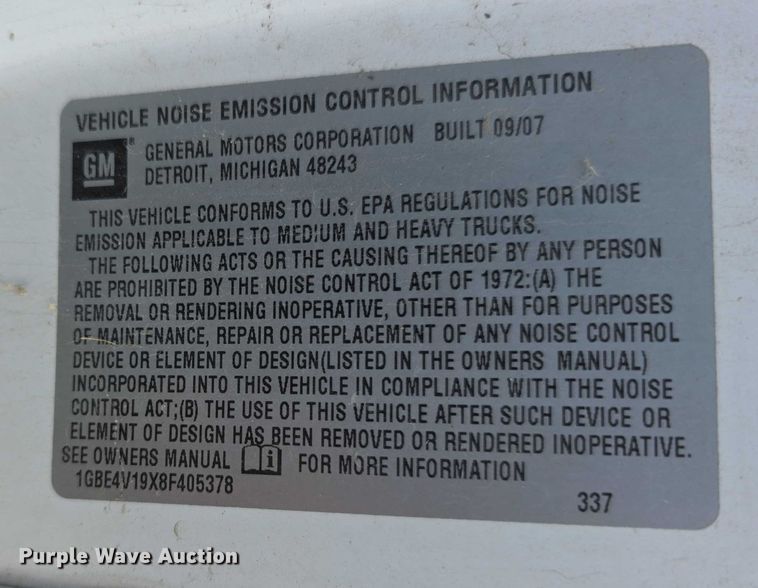 VEHICLE NOISE EMISSION CONTROL INFORMATION
GM®
GENERAL MOTORS CORPORATION BUILT 09/07
DETROIT, MICHIGAN 48243
THIS VEHICLE CONFORMS TO U.S. EPA REGULATIONS FOR NOISE
EMISSION APPLICABLE TO MEDIUM AND HEAVY TRUCKS.
THE FOLLOWING ACTS OR THE CAUSING THEREOF BY ANY PERSON
ARE PROHIBITED BY THE NOISE CONTROL ACT OF 1972:(A) THE
REMOVAL OR RENDERING INOPERATIVE, OTHER THAN FOR PURPOSES
OF MAINTENANCE, REPAIR OR REPLACEMENT OF ANY NOISE CONTROL
DEVICE OR ELEMENT OF DESIGN(LISTED IN THE OWNERS MANUAL)
INCORPORATED INTO THIS VEHICLE IN COMPLIANCE WITH THE NOISE
CONTROL ACT;(B) THE USE OF THIS VEHICLE AFTER SUCH DEVICE OR
ELEMENT OF DESIGN HAS BEEN REMOVED OR RENDERED INOPERATIVE.
SEE OWNERS MANUAL i FOR MORE INFORMATION
1GBE4V19X8F405378 337
Purple Wave Auction